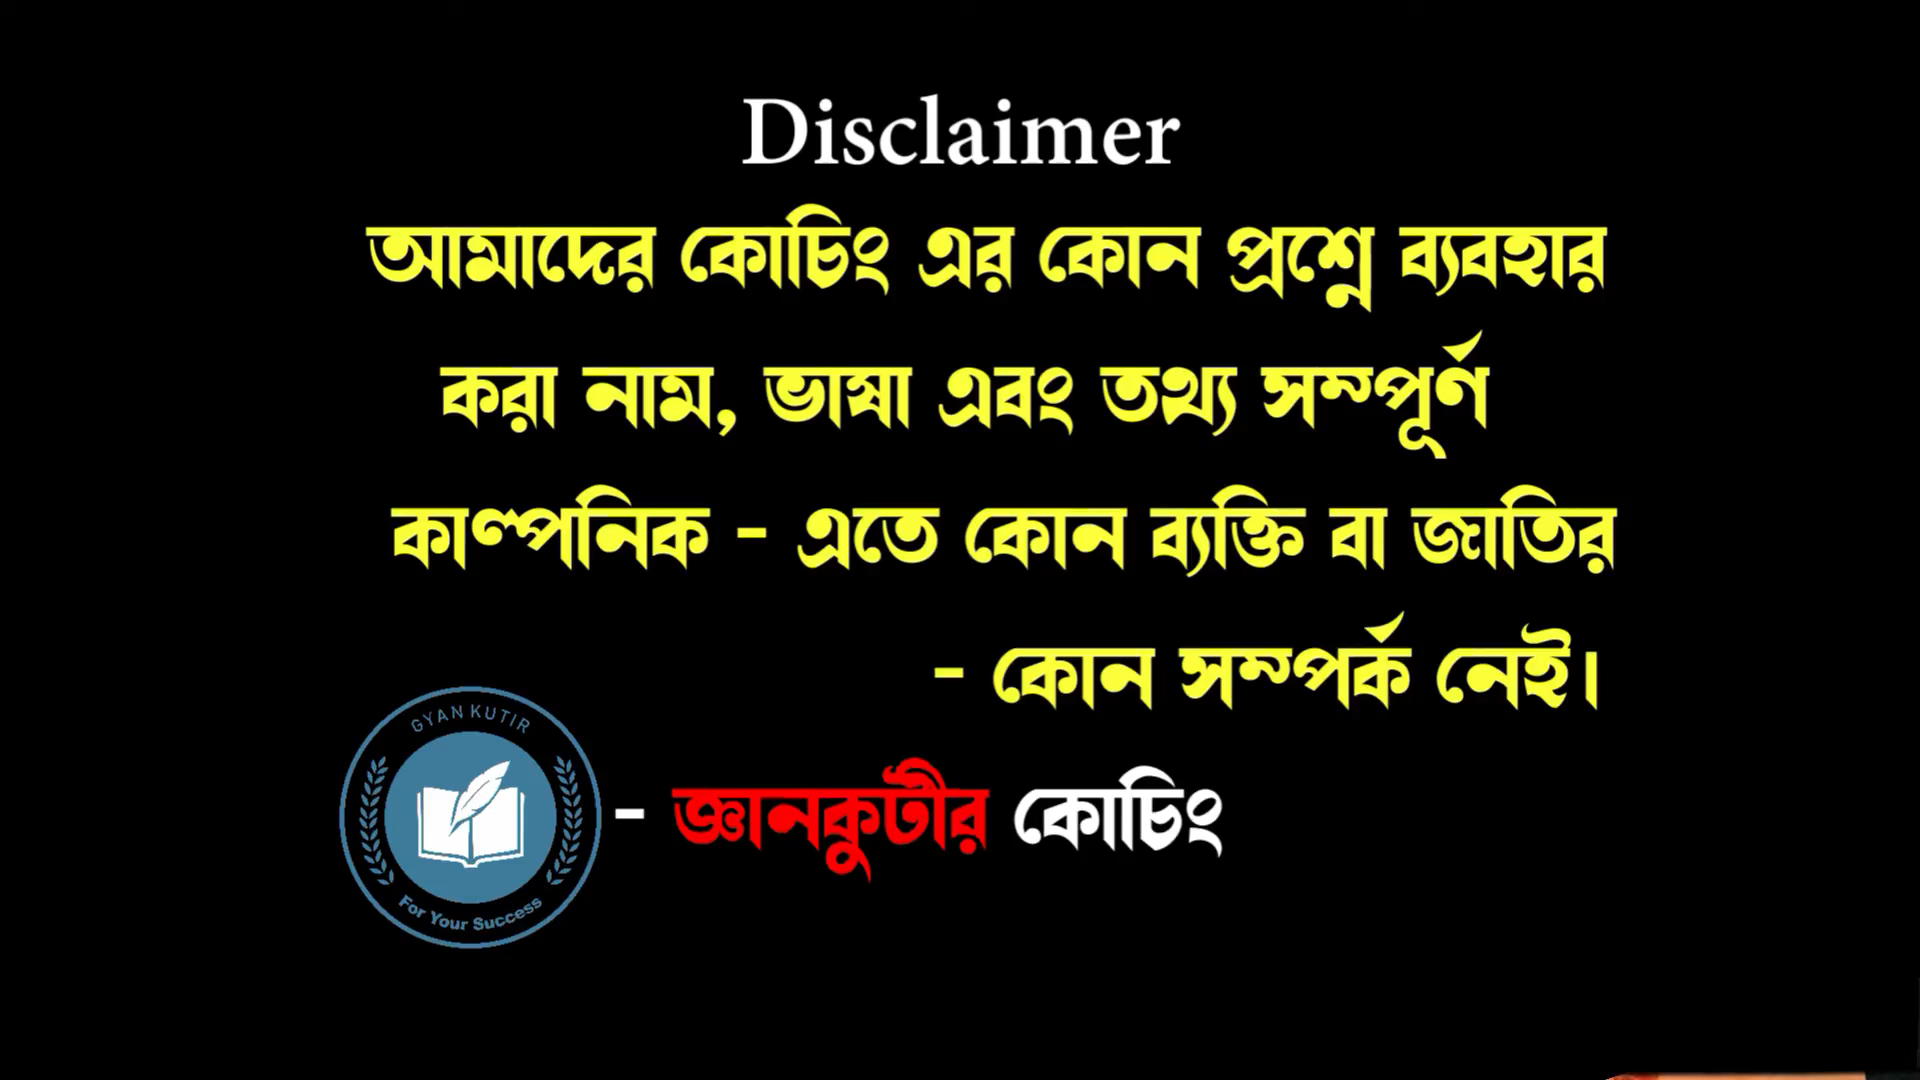 Disclaimer
আমাদের কোচিং এর কোন প্রশ্নে ব্যবহার
করা নাম, ভাষা এবং তথ্য সম্পূর্ণ
কাল্পনিক - এতে কোন ব্যক্তি বা জাতির
- কোন সম্পর্ক নেই।
GYAN KUTIR
For Your Success
- জ্ঞানকুটীর কোচিং